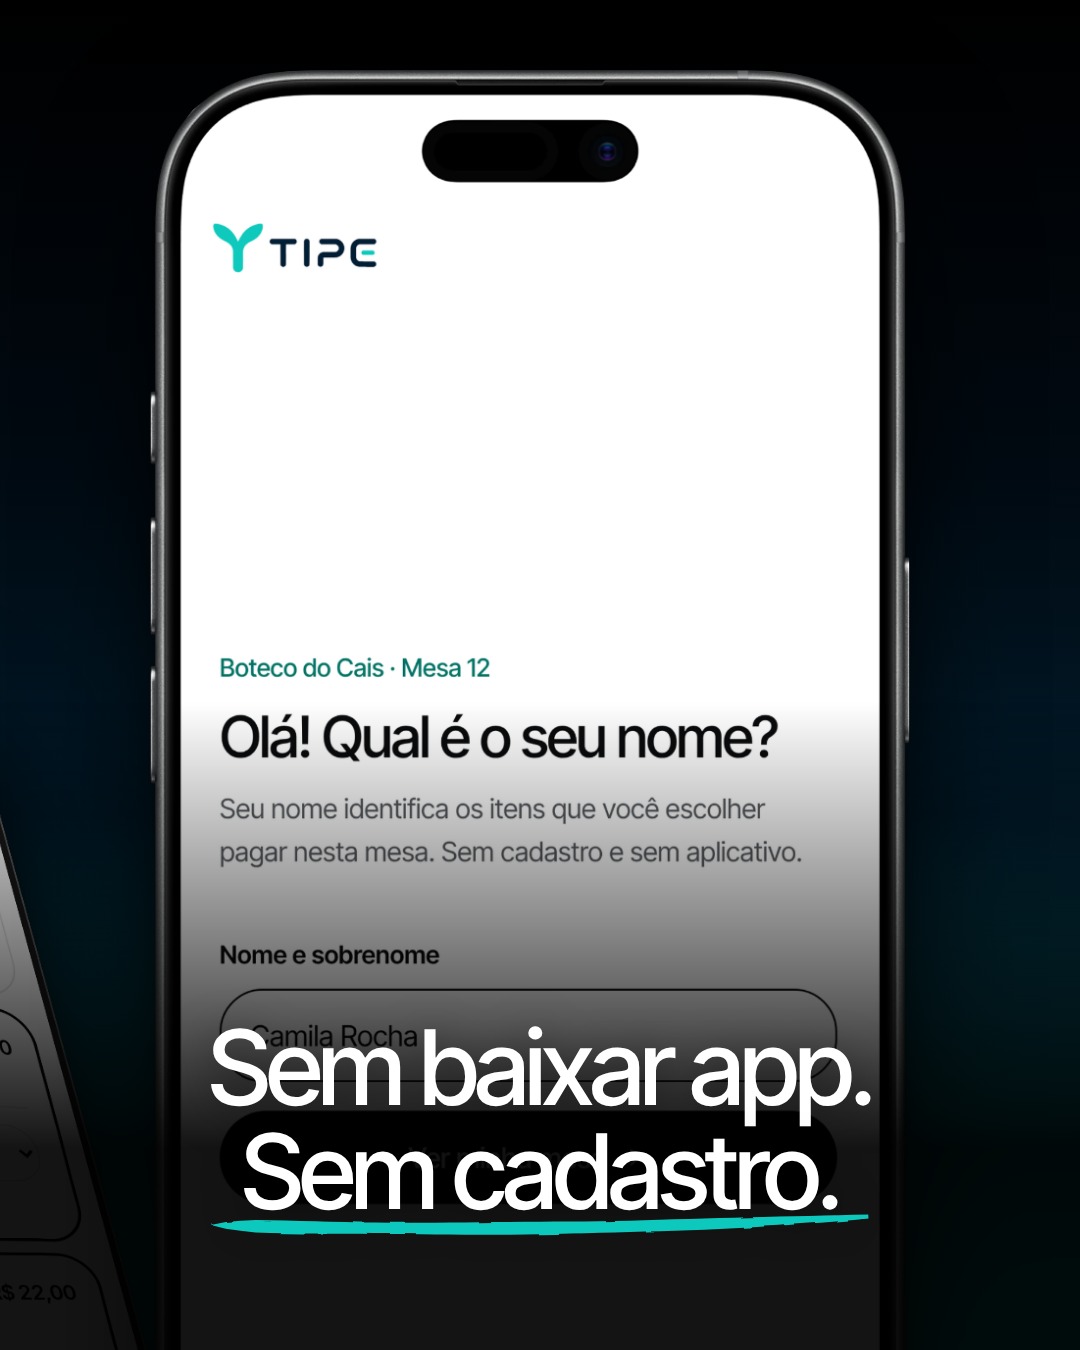 TIPE
Boteco do Cais · Mesa 12
Olá! Qual é o seu nome?
Seu nome identifica os itens que você escolher
pagar nesta mesa. Sem cadastro e sem aplicativo.
Nome e sobrenome
Camila Rocha
Sem baixar app.
Sem cadastro.
0
$ 22,00